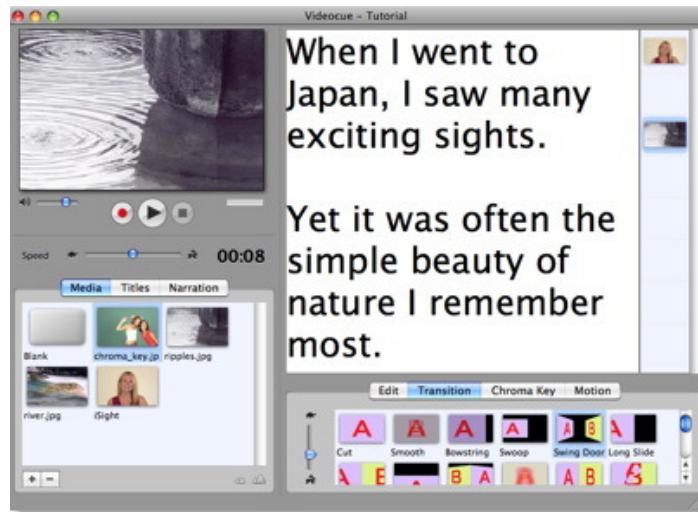 Videocue - Tutorial
When I went to
Japan, I saw many
exciting sights.
Yet it was often the
simple beauty of
nature I remember
most.
Speed
00:08
Media Titles Narration
Blank chroma_key.jp ripples.jpg
river.jpg iSight
Edit Transition Chroma Key Motion
A A A A A B A
Cut Smooth Bowstring Swoop Swing Door Long Slide
A E B A A B